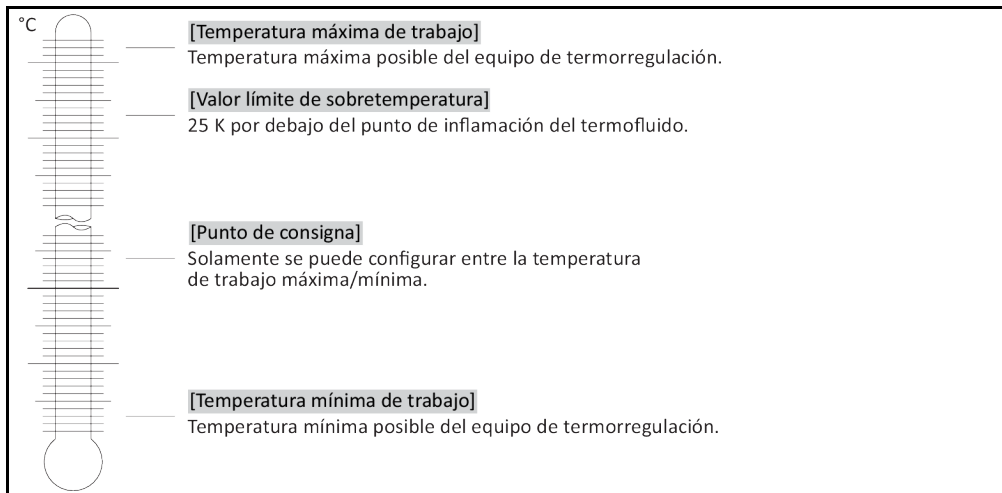 °C
[Temperatura máxima de trabajo]
Temperatura máxima posible del equipo de termorregulación.
[Valor límite de sobretemperatura]
25 K por debajo del punto de inflamación del termofluido.
[Punto de consigna]
Solamente se puede configurar entre la temperatura
de trabajo máxima/mínima.
[Temperatura mínima de trabajo]
Temperatura mínima posible del equipo de termorregulación.